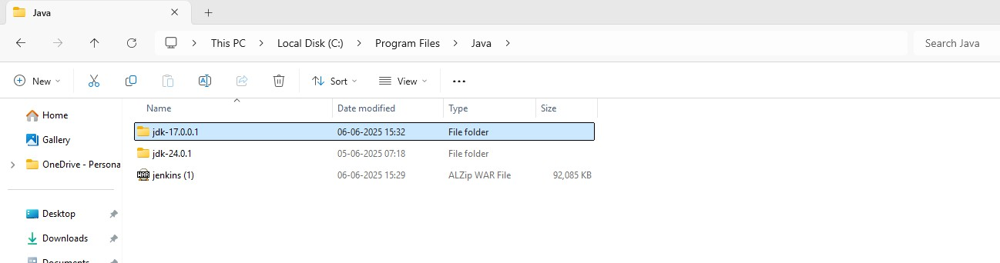 Java
This PC > Local Disk (C:) > Program Files > Java > Search Java
New Sort View
Name Date modified Type Size
Home
Gallery
OneDrive - Persona
Desktop
Downloads
Documents
jdk-17.0.0.1 06-06-2025 15:32 File folder
jdk-24.0.1 05-06-2025 07:18 File folder
WAR jenkins (1) 06-06-2025 15:29 ALZip WAR File 92,085 KB